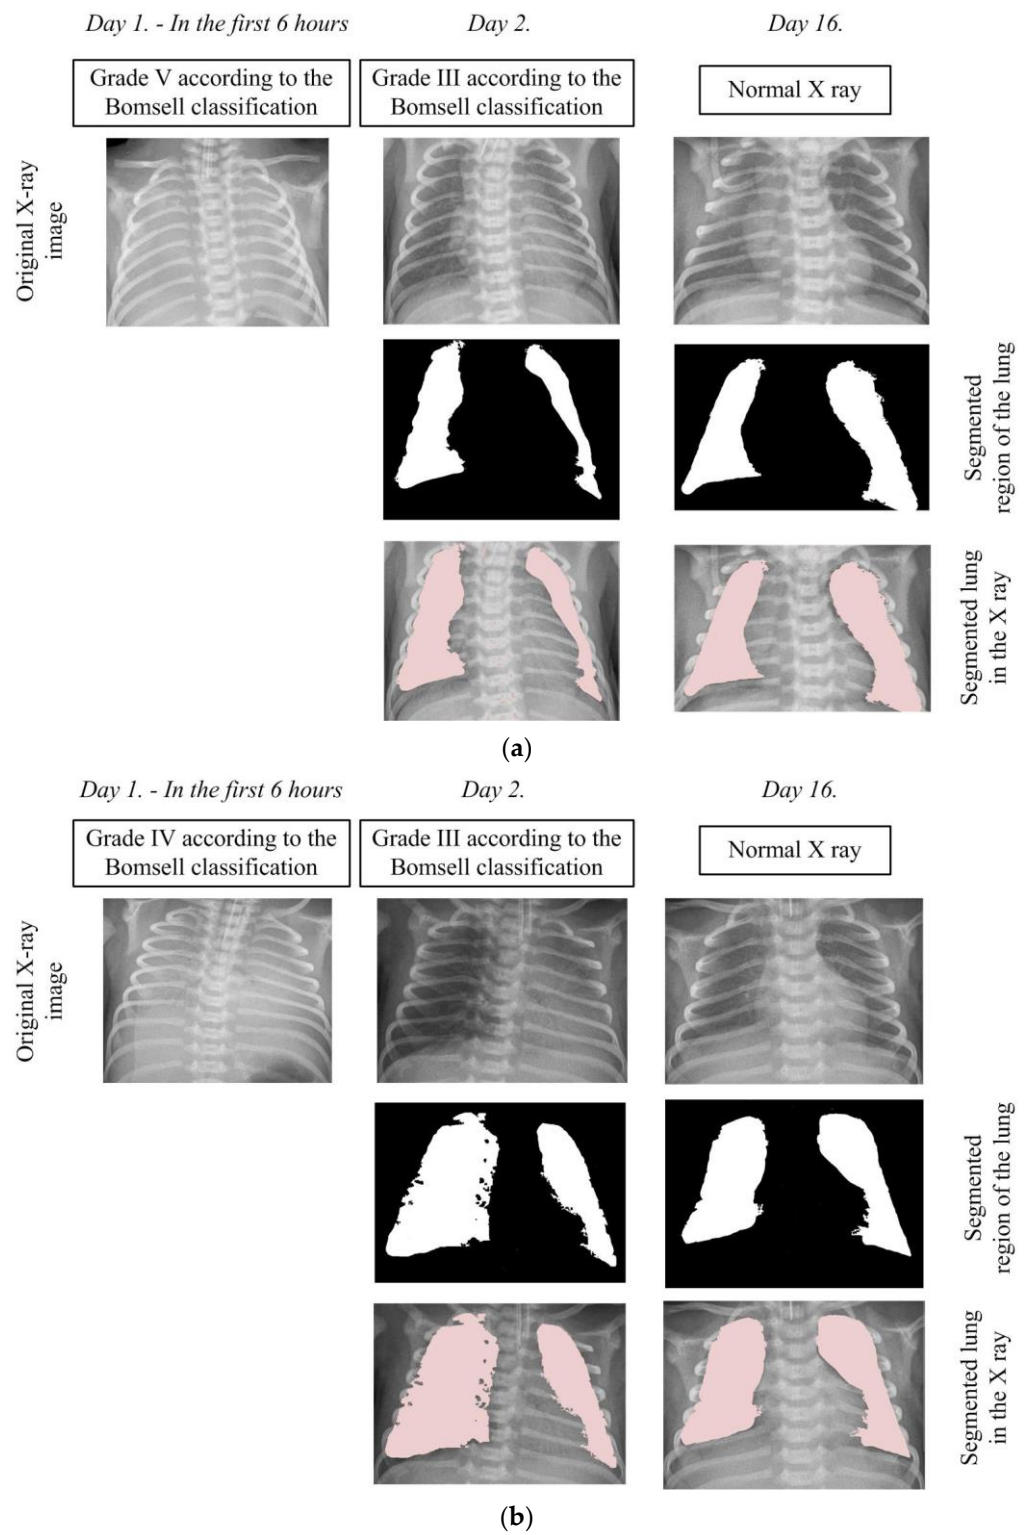 Day 1. - In the first 6 hours
Day 2.
Day 16.
Grade V according to the
Bomsell classification
Grade III according to the
Bomsell classification
Normal X ray
Original X-ray
image
Segmented
region of the lung
Segmented lung
in the X ray
(a)
Day 1. - In the first 6 hours
Day 2.
Day 16.
Grade IV according to the
Bomsell classification
Grade III according to the
Bomsell classification
Normal X ray
Original X-ray
image
Segmented
region of the lung
Segmented lung
in the X ray
(b)